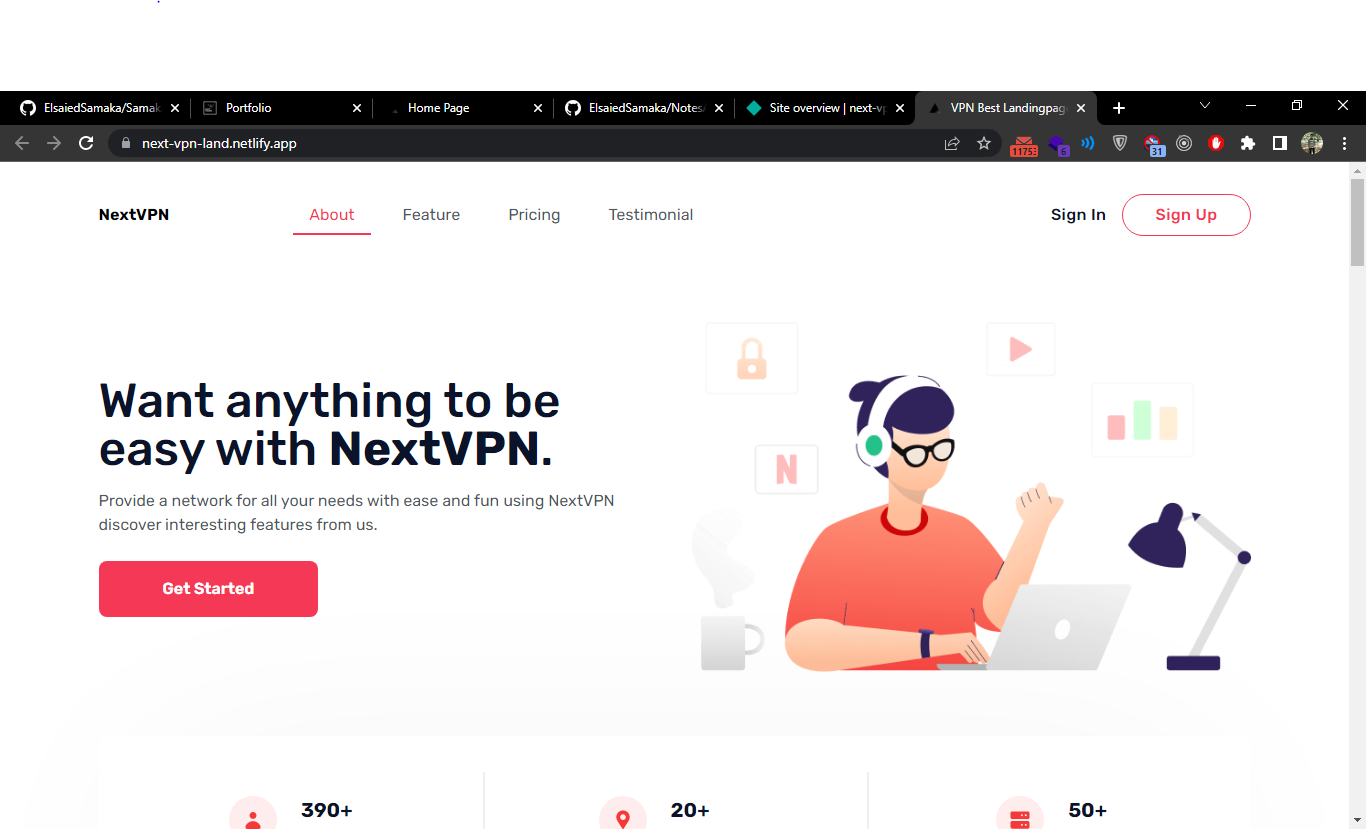 ElsaiedSamaka/Samak
Portfolio
Home Page
ElsaiedSamaka/Notes/
Site overview | next-vp
VPN Best Landingpage
next-vpn-land.netlify.app
11753
6
31
NextVPN
About
Feature
Pricing
Testimonial
Sign In
Sign Up
N
Want anything to be
easy with NextVPN.
Provide a network for all your needs with ease and fun using NextVPN
discover interesting features from us.
Get Started
390+
20+
50+